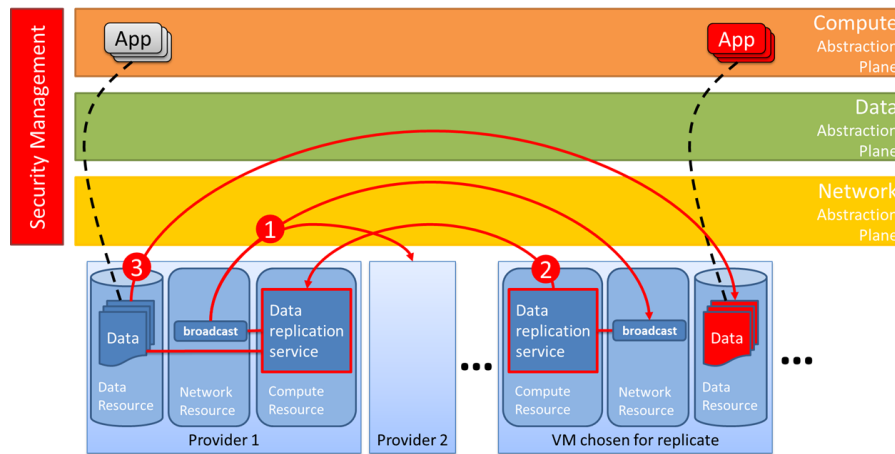 Security Management
App
App
Compute
Abstraction
Plane
Data
Abstraction
Plane
Network
Abstraction
Plane
1
2
3
Data
Data
Resource
broadcast
Network
Resource
Data
replication
service
Compute
Resource
Provider 1
Provider 2
...
Data
replication
service
Compute
Resource
broadcast
Network
Resource
Data
Data
Resource
VM chosen for replicate
...